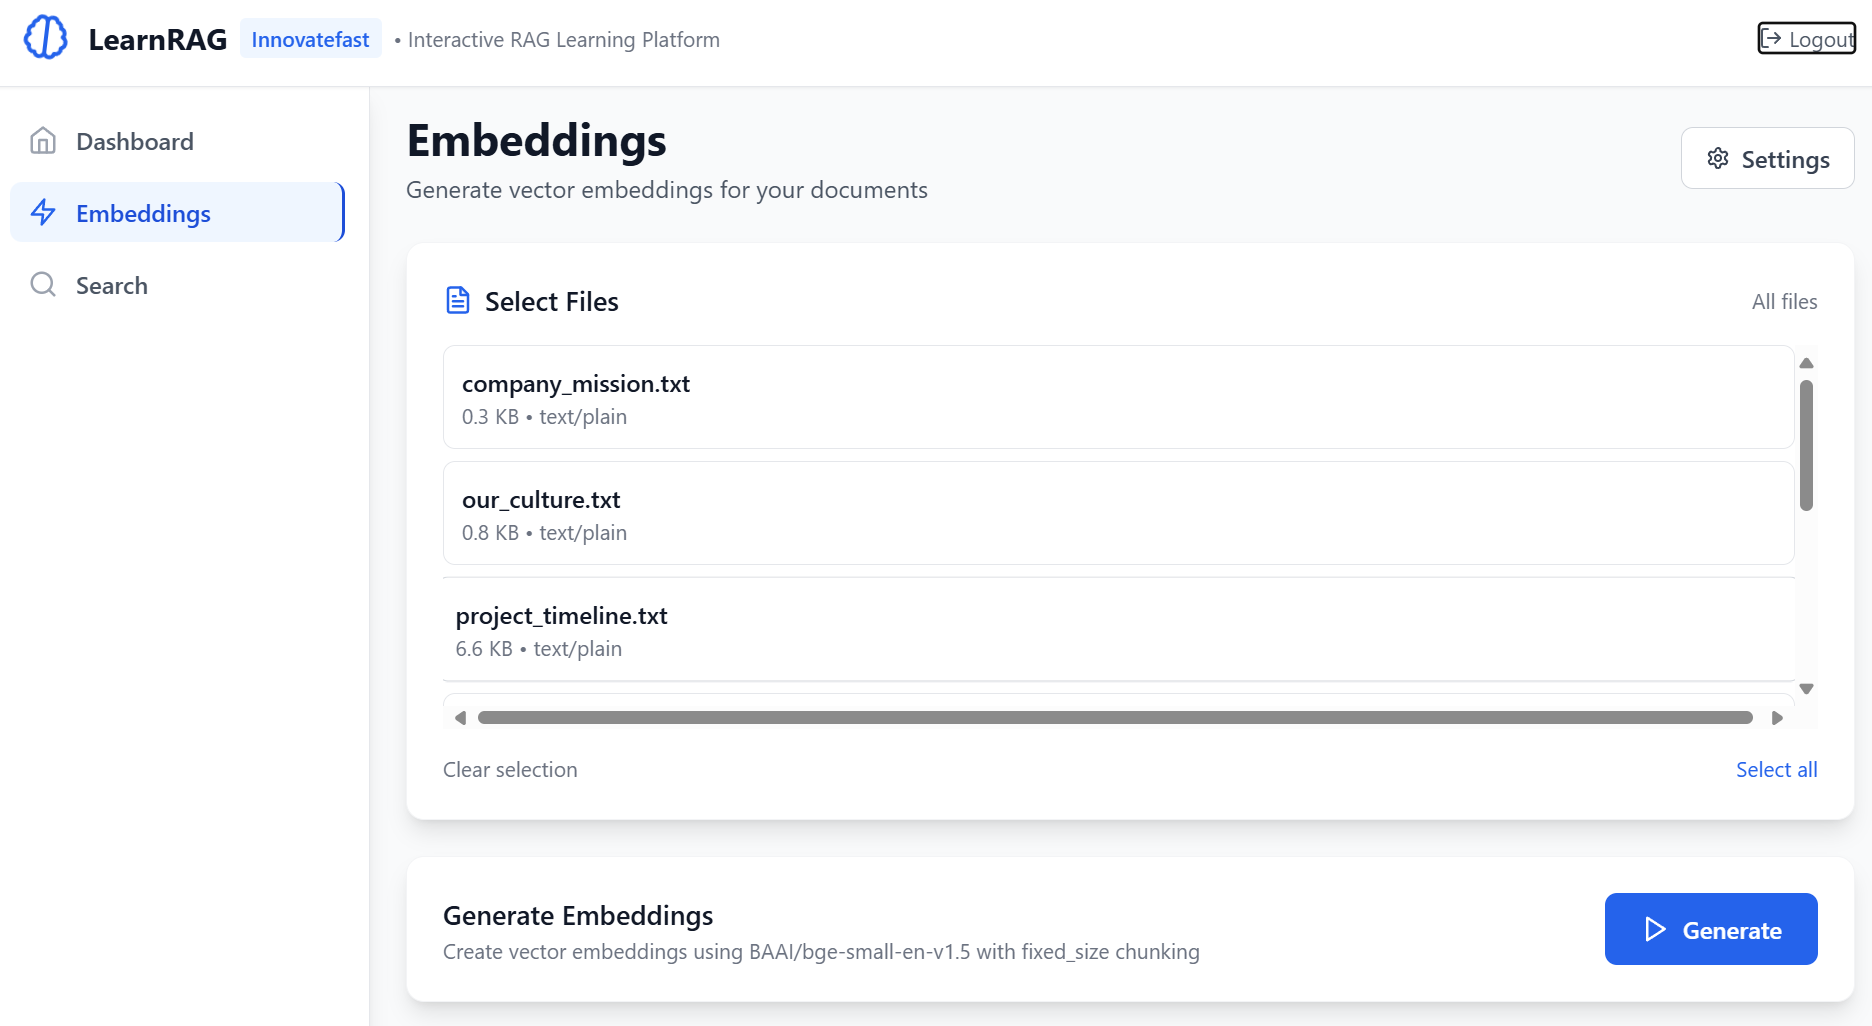 LearnRAG Innovatefast • Interactive RAG Learning Platform Logout
Dashboard
Embeddings
Search
Embeddings
Generate vector embeddings for your documents
Settings
Select Files
All files
company_mission.txt
0.3 KB • text/plain
our_culture.txt
0.8 KB • text/plain
project_timeline.txt
6.6 KB • text/plain
Clear selection
Select all
Generate Embeddings
Create vector embeddings using BAAI/bge-small-en-v1.5 with fixed_size chunking
Generate